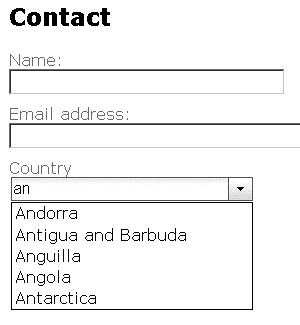 Contact
Name:
Email address:
Country
an
Andorra
Antigua and Barbuda
Anguilla
Angola
Antarctica